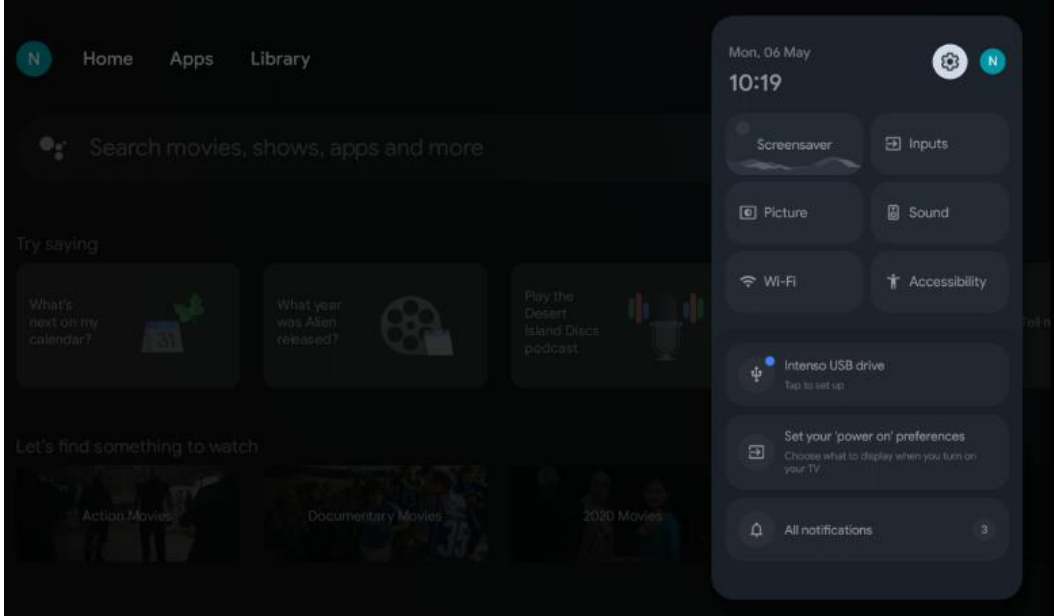 N
Home
Apps
Library
Search movies, shows, apps and more
Try saying
What's
next on my
calendar?
31
What year
was Alien
released?
Play the
Desert
Island Discs
podcast
Tell n
Let's find something to watch
Action Movies
Documentary Movies
35
2020 Movies
Mon, 06 May
10:19
N
Screensaver
Inputs
Picture
Sound
Wi-Fi
Accessibility
Intenso USB drive
Tap to set up
Set your 'power on' preferences
Choose what to display when you turn on
your TV
All notifications
3